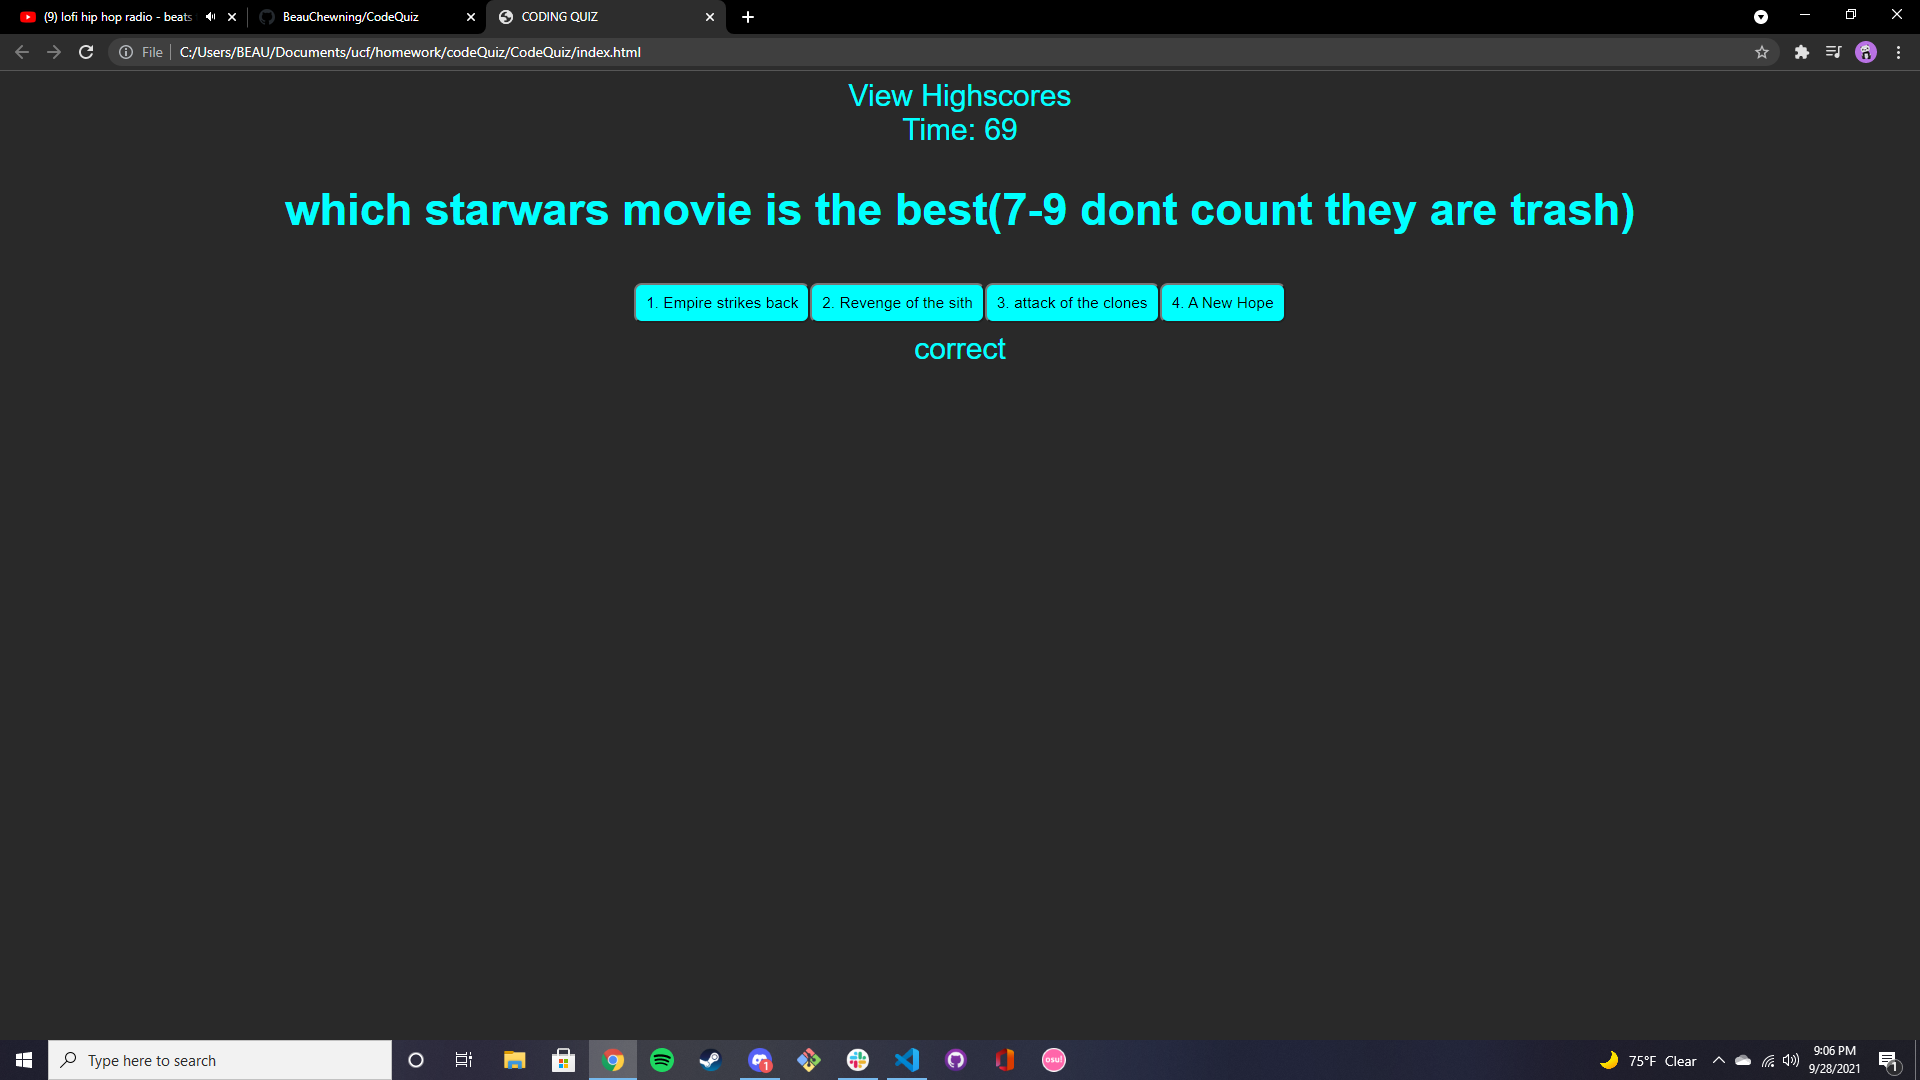 (9) lofi hip hop radio - beats
BeauChewning/CodeQuiz
CODING QUIZ
File
C:/Users/BEAU/Documents/ucf/homework/codeQuiz/CodeQuiz/index.html
View Highscores
Time: 69
which starwars movie is the best(7-9 dont count they are trash)
1. Empire strikes back
2. Revenge of the sith
3. attack of the clones
4. A New Hope
correct
Type here to search
1
osu!
75°F Clear
9:06 PM
9/28/2021
1